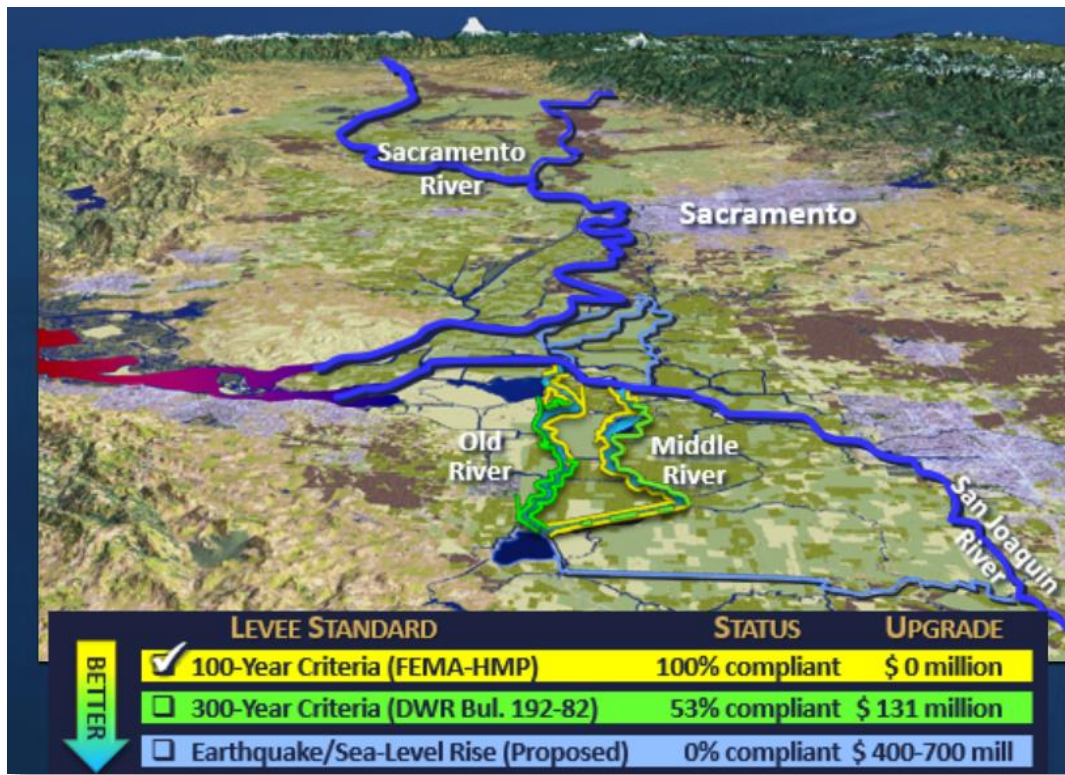 Sacramento
River
Sacramento
Old
River
Middle
River
San Joaquin
River
LEVEE STANDARD STATUS UPGRADE
BETTER
100-Year Criteria (FEMA-HMP) 100% compliant $ 0 million
300-Year Criteria (DWR Bul. 192-82) 53% compliant $ 131 million
Earthquake/Sea-Level Rise (Proposed) 0% compliant $ 400-700 mill